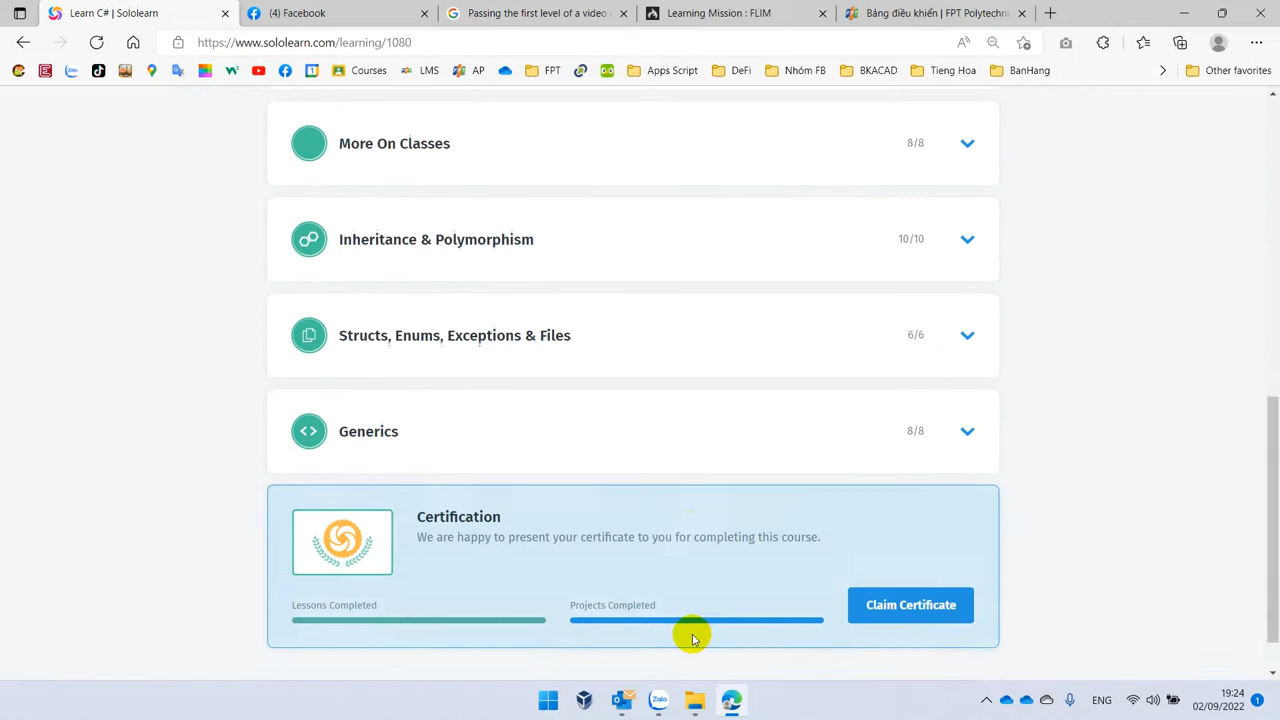 Learn C# | Sololearn
(4) Facebook
Passing the first level of a video g
Learning Mission I LvM
Bảng điều khiển | FPT Polytechn
https://www.sololearn.com/learning/1080
Courses
LMS
AP
FPT
Apps Script
DeFi
Nhóm FB
BKACAD
Tieng Hoa
BanHang
Other favorites
More On Classes
8/8
Inheritance & Polymorphism
10/10
Structs, Enums, Exceptions & Files
6/6
Generics
8/8
Certification
We are happy to present your certificate to you for completing this course.
Lessons Completed
Projects Completed
Claim Certificate
Zalo
ENG
19:24
02/09/2022
1